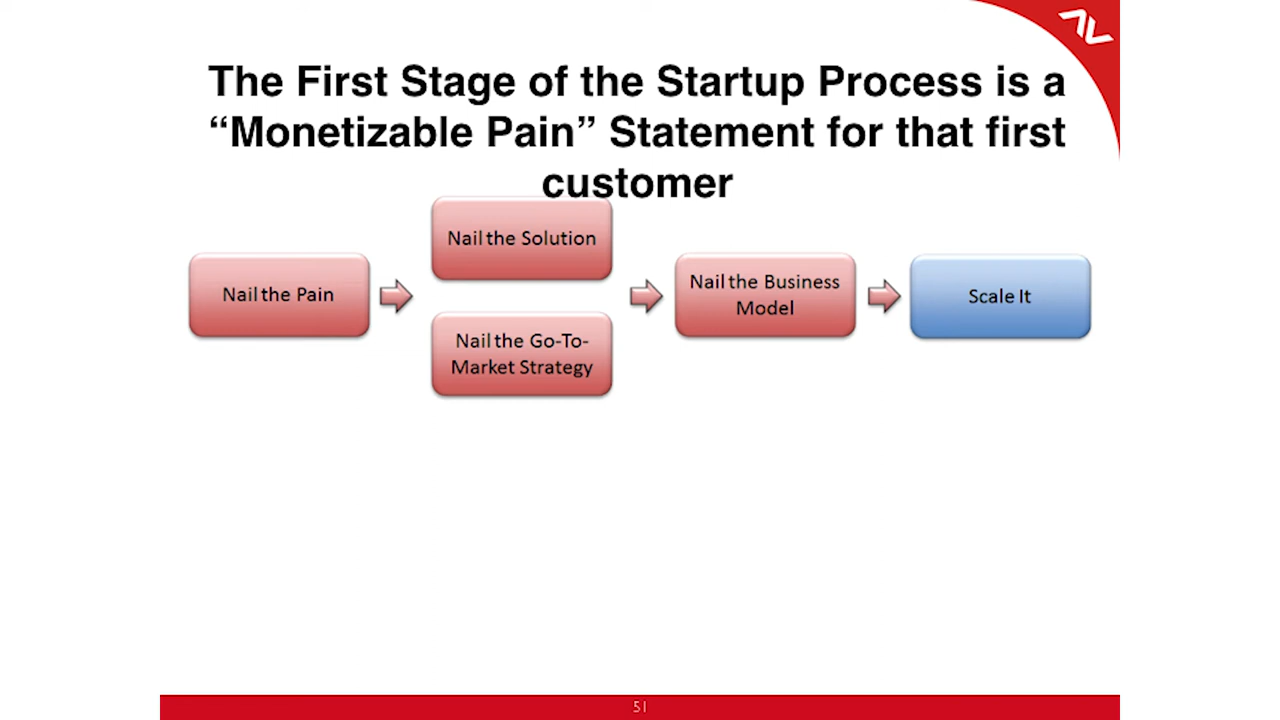 The First Stage of the Startup Process is a
“Monetizable Pain” Statement for that first
customer
Nail the Pain
Nail the Solution
Nail the Go-To-
Market Strategy
Nail the Business
Model
Scale It
51